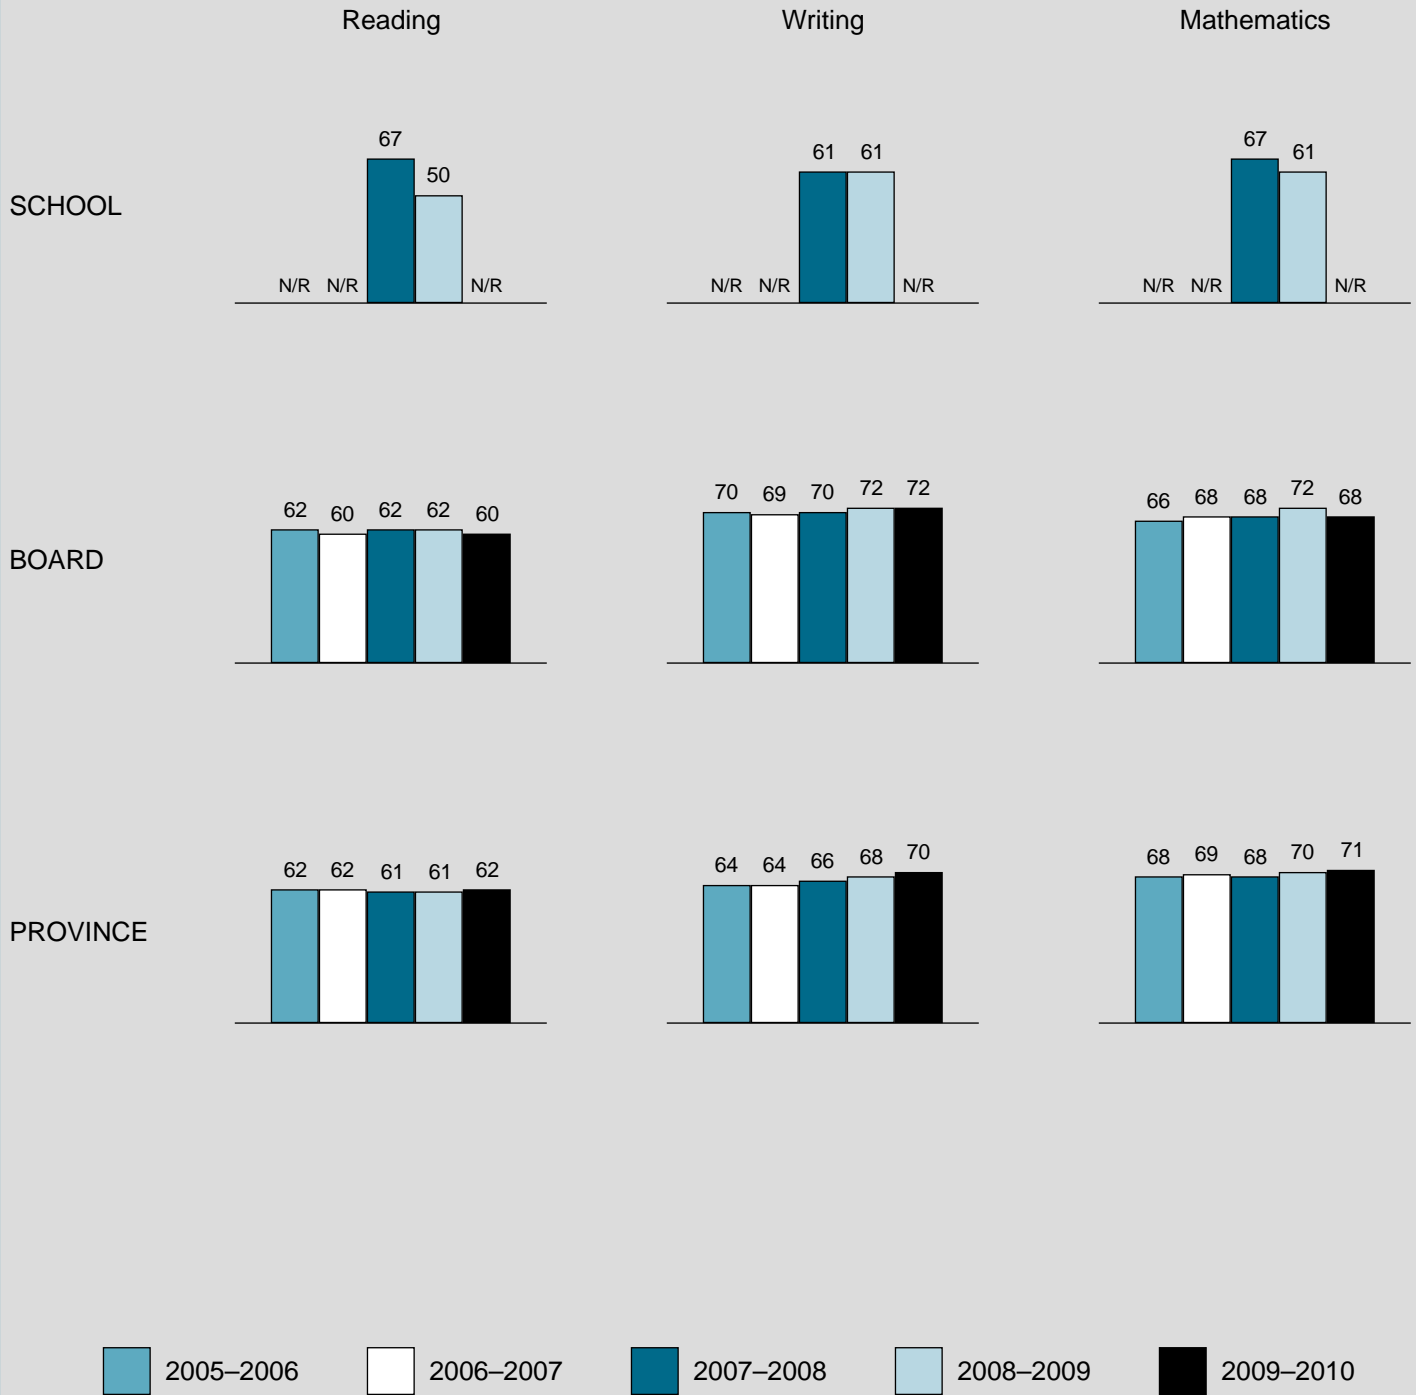 Reading Writing Mathematics
67
50
61 61
67
61
SCHOOL
N/R N/R N/R
N/R N/R N/R
N/R N/R N/R
62 60 62 62 60
70 69 70 72 72
66 68 68 72 68
BOARD
62 62 61 61 62
64 64 66 68 70
68 69 68 70 71
PROVINCE
2005–2006 2006–2007 2007–2008 2008–2009 2009–2010